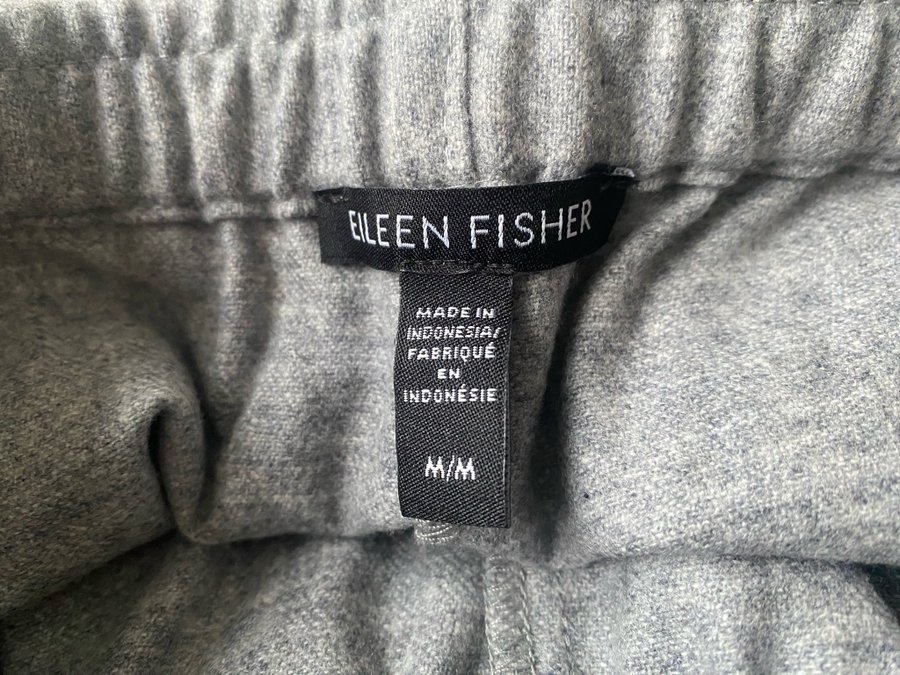 EILEEN FISHER
MADE IN
INDONESIA/
FABRIQUÉ
EN
INDONÉSIE
M/M